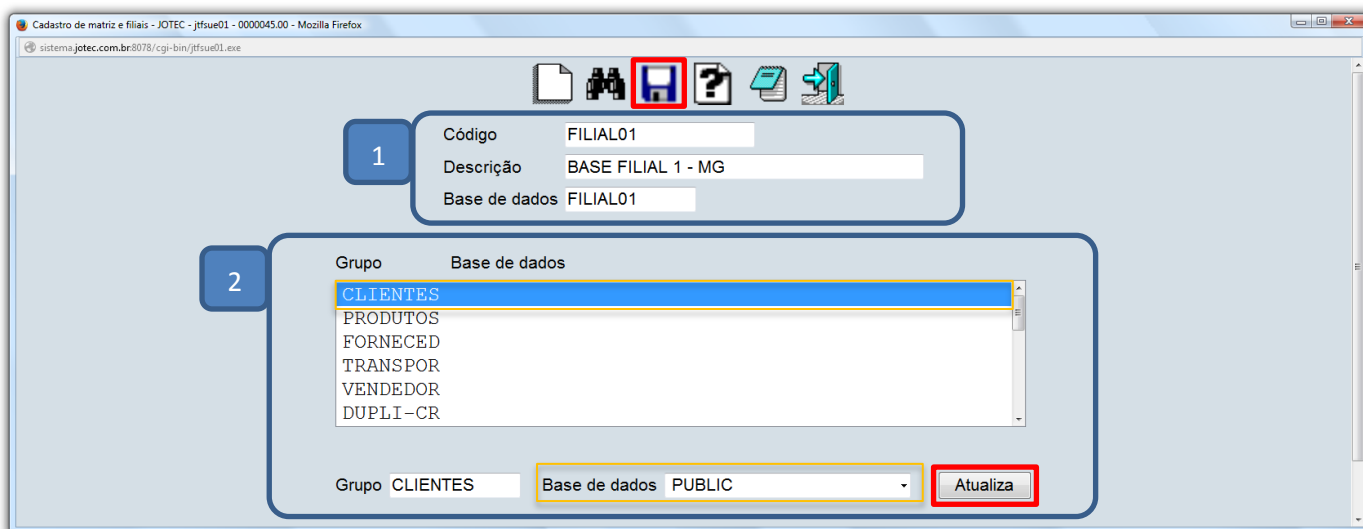 Cadastro de matriz e filiais - JOTEC - jtfsue01 - 0000045.00 - Mozilla Firefox
sistema.jotec.com.br:8078/cgi-bin/jtfsue01.exe
1
Código FILIAL01
Descrição BASE FILIAL 1 - MG
Base de dados FILIAL01
2
Grupo Base de dados
CLIENTES
PRODUTOS
FORNECED
TRANSPOR
VENDEDOR
DUPLI-CR
Grupo CLIENTES Base de dados PUBLIC Atualiza